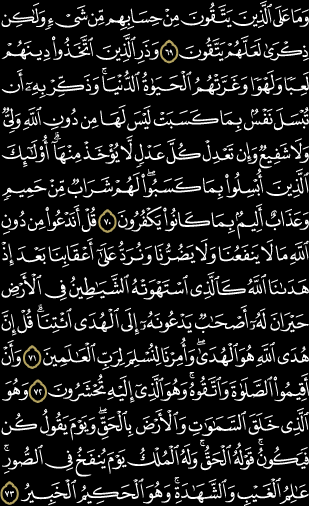 وَمَا عَلَى ٱلَّذِينَ يَتَّقُونَ مِنْ حِسَابِهِم مِّن شَىْءٍ وَلَٰكِن
ذِكْرَىٰ لَعَلَّهُمْ يَتَّقُونَ ٦٩ وَذَرِ ٱلَّذِينَ ٱتَّخَذُوا۟ دِينَهُمْ
لَعِبًا وَلَهْوًا وَغَرَّتْهُمُ ٱلْحَيَوٰةُ ٱلدُّنْيَا ۚ وَذَكِّرْ بِهِۦٓ أَن
تُبْسَلَ نَفْسٌۢ بِمَا كَسَبَتْ لَيْسَ لَهَا مِن دُونِ ٱللَّهِ وَلِىٌّ
وَلَا شَفِيعٌ وَإِن تَعْدِلْ كُلَّ عَدْلٍ لَّا يُؤْخَذْ مِنْهَآ ۗ أُو۟لَٰٓئِكَ
ٱلَّذِينَ أُبْسِلُوا۟ بِمَا كَسَبُوا۟ ۖ لَهُمْ شَرَابٌ مِّنْ حَمِيمٍ
وَعَذَابٌ أَلِيمٌۢ بِمَا كَانُوا۟ يَكْفُرُونَ ٧٠ قُلْ أَنَدْعُوا۟ مِن دُونِ
ٱللَّهِ مَا لَا يَنفَعُنَا وَلَا يَضُرُّنَا وَنُرَدُّ عَلَىٰٓ أَعْقَابِنَا بَعْدَ إِذْ
هَدَىٰنَا ٱللَّهُ كَٱلَّذِى ٱسْتَهْوَتْهُ ٱلشَّيَٰطِينُ فِى ٱلْأَرْضِ
حَيْرَانَ لَهُۥٓ أَصْحَٰبٌ يَدْعُونَهُۥٓ إِلَى ٱلْهُدَى ٱئْتِنَا ۗ قُلْ إِنَّ
هُدَى ٱللَّهِ هُوَ ٱلْهُدَىٰ ۖ وَأُمِرْنَا لِنُسْلِمَ لِرَبِّ ٱلْعَٰلَمِينَ ٧١ وَأَنْ
أَقِيمُوا۟ ٱلصَّلَوٰةَ وَٱتَّقُوهُ ۚ وَهُوَ ٱلَّذِىٓ إِلَيْهِ تُحْشَرُونَ ٧٢ وَهُوَ
ٱلَّذِى خَلَقَ ٱلسَّمَٰوَٰتِ وَٱلْأَرْضَ بِٱلْحَقِّ ۖ وَيَوْمَ يَقُولُ كُن
فَيَكُونُ ۚ قَوْلُهُ ٱلْحَقُّ ۚ وَلَهُ ٱلْمُلْكُ يَوْمَ يُنفَخُ فِى ٱلصُّورِ ۚ
عَٰلِمُ ٱلْغَيْبِ وَٱلشَّهَٰدَةِ ۚ وَهُوَ ٱلْحَكِيمُ ٱلْخَبِيرُ ٧٣